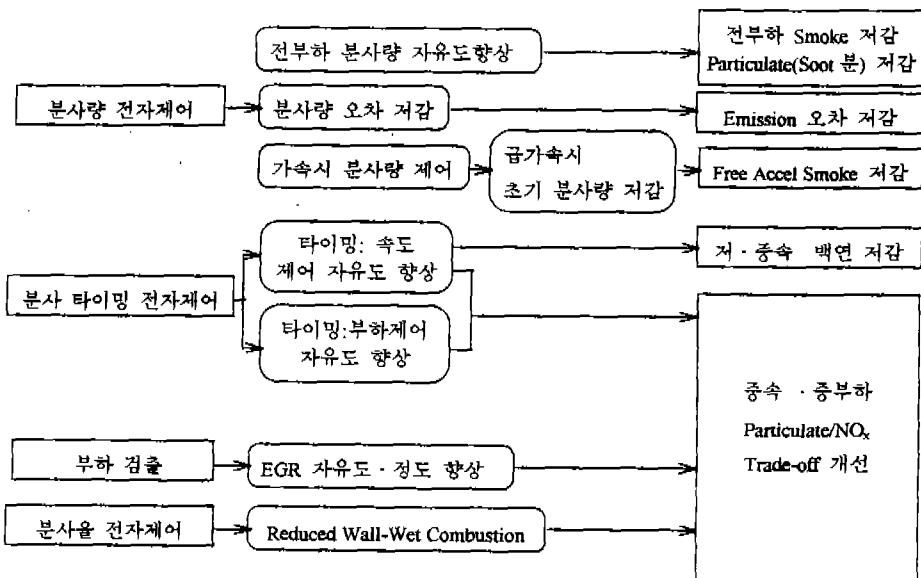 전부하 분사량 자유도향상
전부하 Smoke 저감
Particulate(Soot 분) 저감
분사량 전자제어
분사량 오차 저감
Emission 오차 저감
가속시 분사량 제어
급가속시
초기 분사량 저감
Free Accel Smoke 저감
타이밍: 속도
제어 자유도 향상
저·중속 백연 저감
분사 타이밍 전자제어
타이밍:부하제어
자유도 향상
중속 ·중부하
Particulate/NOₓ
Trade-off 개선
부하 검출
EGR 자유도·정도 향상
분사율 전자제어
Reduced Wall-Wet Combustion